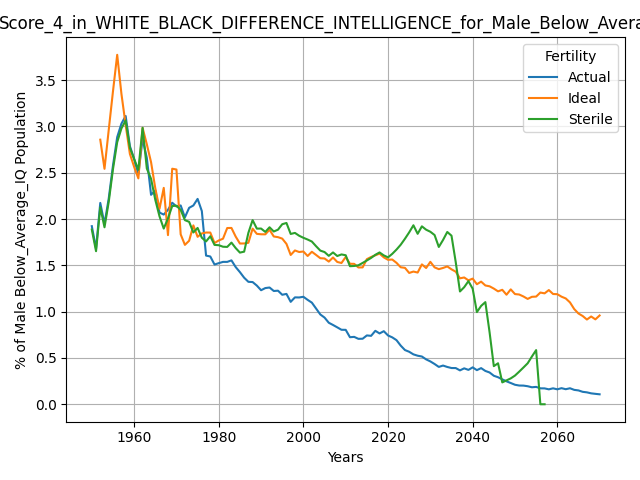 Score_4_in_WHITE_BLACK_DIFFERENCE_INTELLIGENCE_for_Male_Below_Avera
% of Male Below_Average_IQ Population
3.5
3.0
2.5
2.0
1.5
1.0
0.5
0.0
Fertility
Actual
Ideal
Sterile
1960
1980
2000
2020
2040
2060
Years